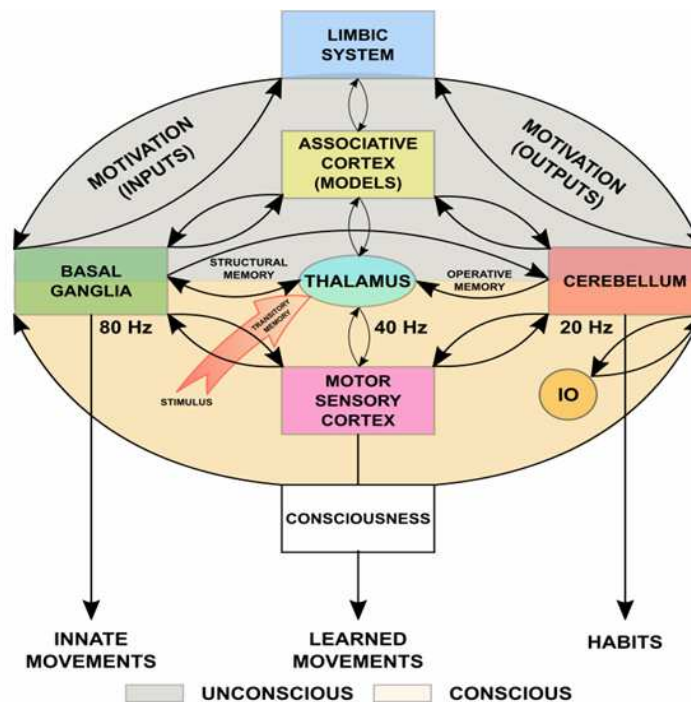 LIMBIC
SYSTEM
MOTIVATION
(INPUTS)
ASSOCIATIVE
CORTEX
(MODELS)
MOTIVATION
(OUTPUTS)
BASAL
GANGLIA
STRUCTURAL
MEMORY
THALAMUS
OPERATIVE
MEMORY
CEREBELLUM
80 Hz
TRANSITORY
MEMORY
40 Hz
20 Hz
STIMULUS
MOTOR
SENSORY
CORTEX
IO
CONSCIOUSNESS
INNATE
MOVEMENTS
LEARNED
MOVEMENTS
HABITS
UNCONSCIOUS
CONSCIOUS